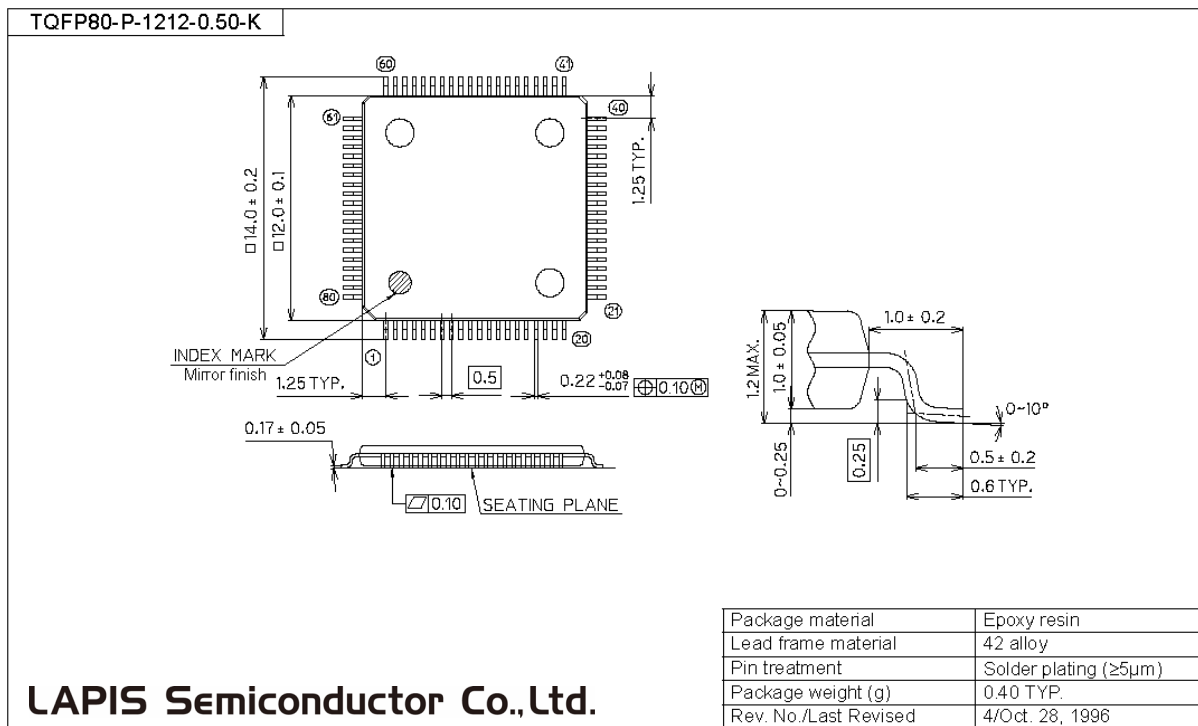 TQFP80-P-1212-0.50-K
60
41
61
40
1.25 TYP.
□14.0 ± 0.2
□12.0 ± 0.1
80
21
1
20
INDEX MARK
Mirror finish
1.25 TYP.
0.5
0.22 +0.08 -0.07
⌖ 0.10 Ⓜ
0.17 ± 0.05
⏥ 0.10
SEATING PLANE
1.0 ± 0.2
1.2 MAX.
1.0 ± 0.05
0~0.25
0.25
0~10°
0.5 ± 0.2
0.6 TYP.
Package material Epoxy resin
Lead frame material 42 alloy
Pin treatment Solder plating (≥5µm)
Package weight (g) 0.40 TYP.
Rev. No./Last Revised 4/Oct. 28, 1996
LAPIS Semiconductor Co.,Ltd.